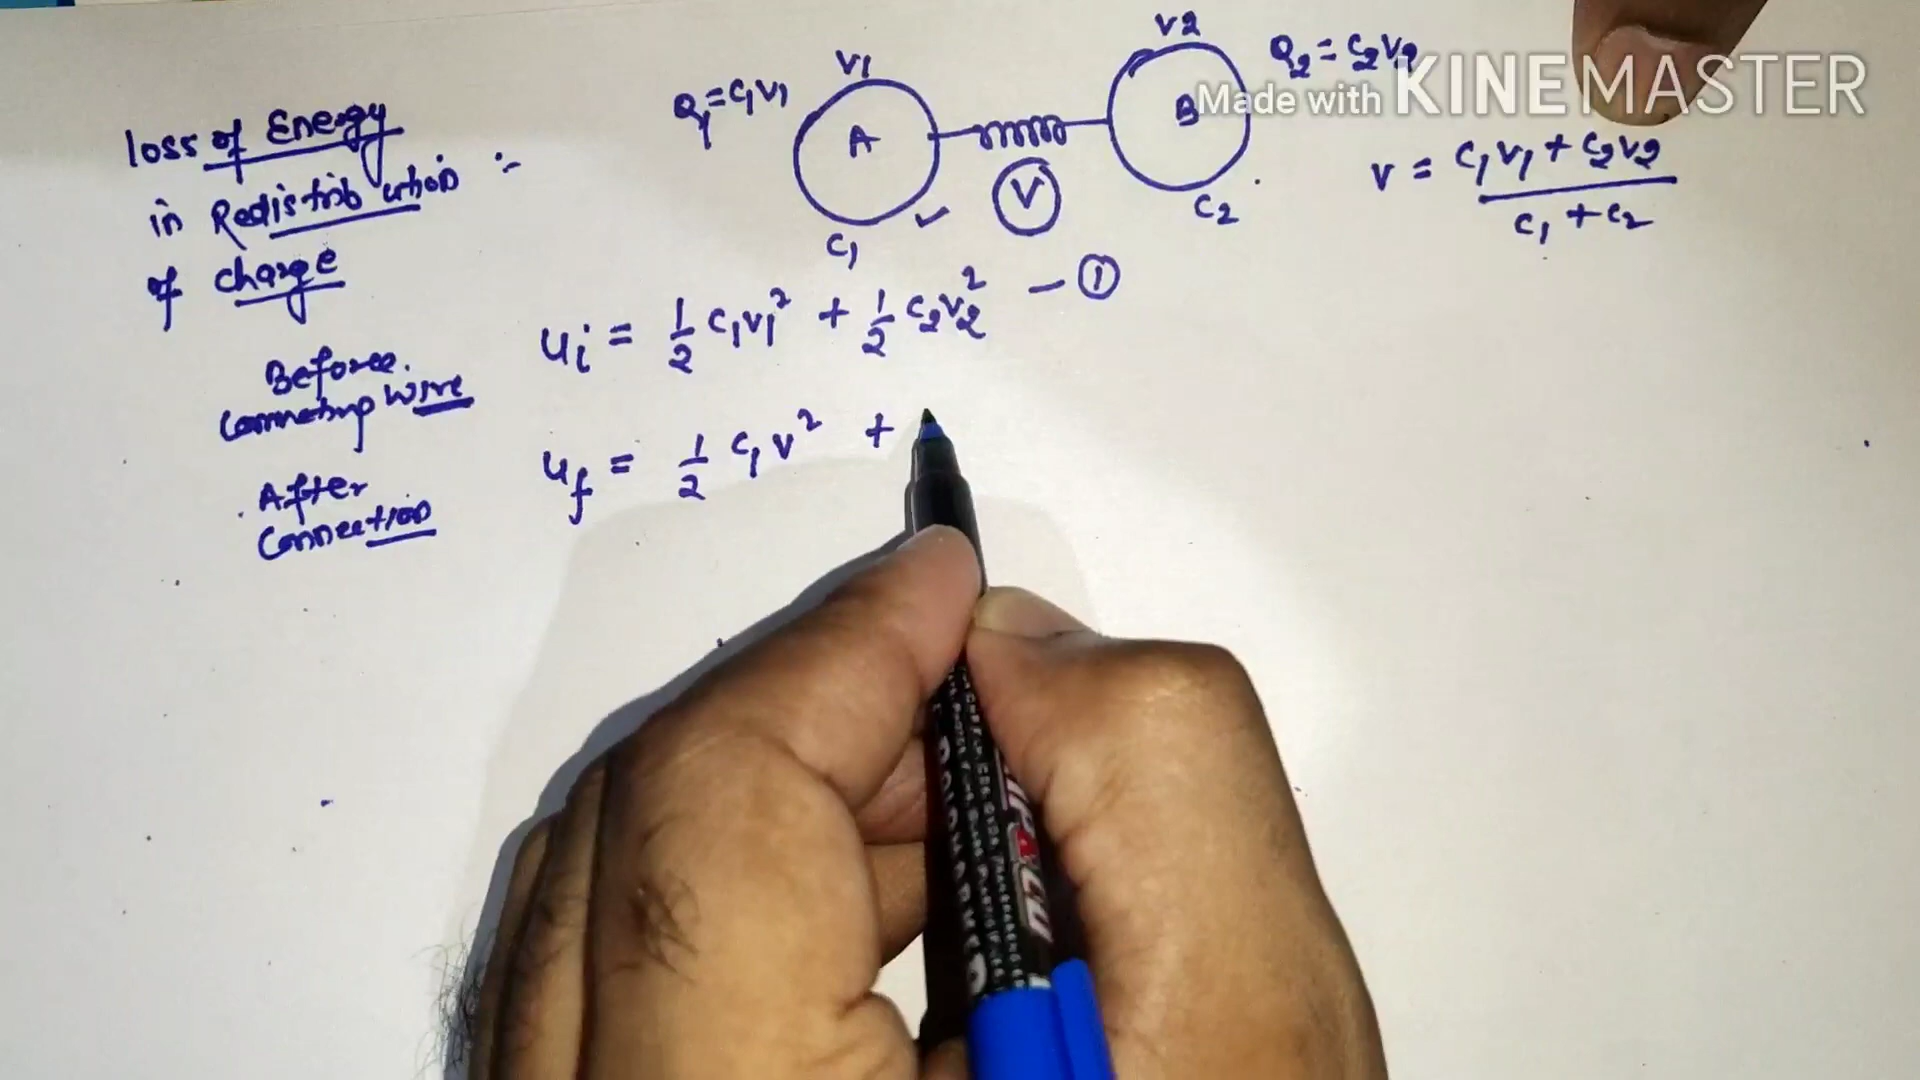 loss of Energy
in Redistribution :-
of charge
Q₁ = C₁V₁
V₁
A
C₁
V
V2
B
C₂
Q₂ = C₂V₂
Made with KINEMASTER
V = C₁V₁ + C₂V₂ / C₁ + C₂
Before
connecting wire
Ui = 1/2 C₁V₁² + 1/2 C₂V₂² — ①
After
Connection
Uf = 1/2 C₁V² +